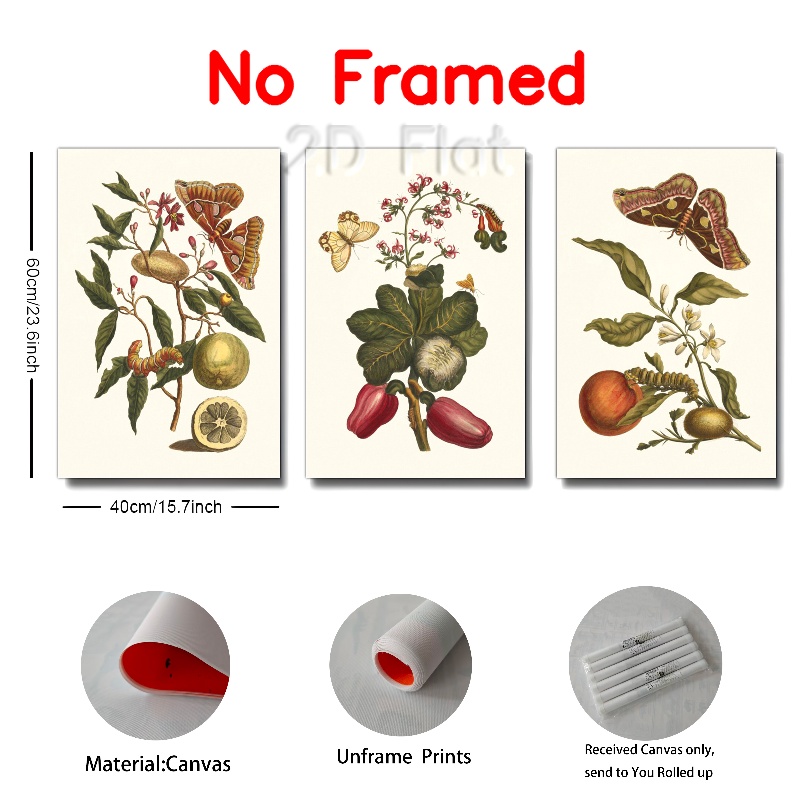 No Framed
2D Flat
60cm/23.6inch
40cm/15.7inch
Material:Canvas
Unframe Prints
Received Canvas only,
send to You Rolled up